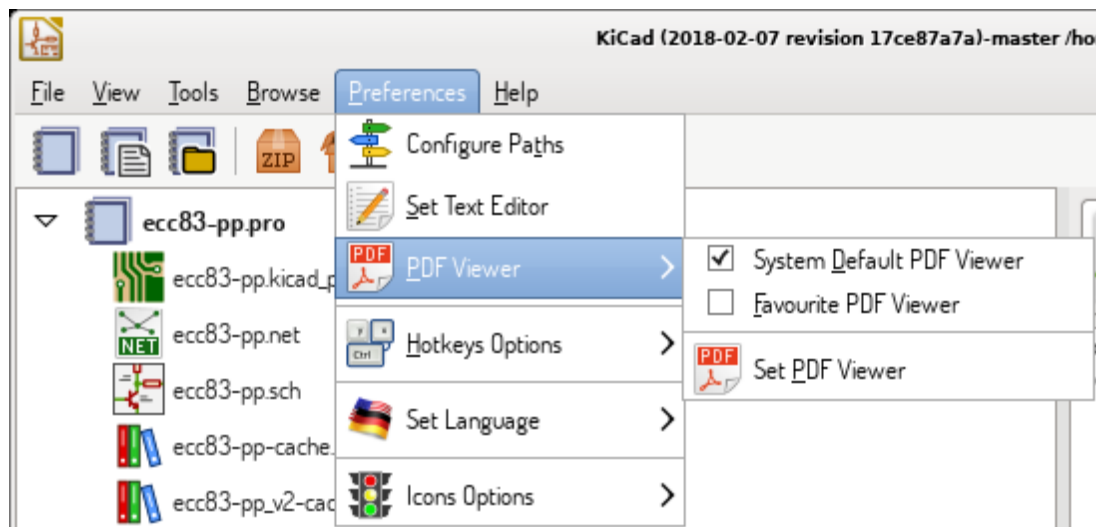 KiCad (2018-02-07 revision 17ce87a7a)-master /ho
File View Tools Browse Preferences Help
ZIP
Configure Paths
Set Text Editor
PDF
PDF Viewer
System Default PDF Viewer
Favourite PDF Viewer
PDF
Set PDF Viewer
Ctrl
Hotkeys Options
Set Language
Icons Options
ecc83-pp.pro
ecc83-pp.kicad_p
NET
ecc83-pp.net
ecc83-pp.sch
ecc83-pp-cache.
ecc83-pp_v2-cac